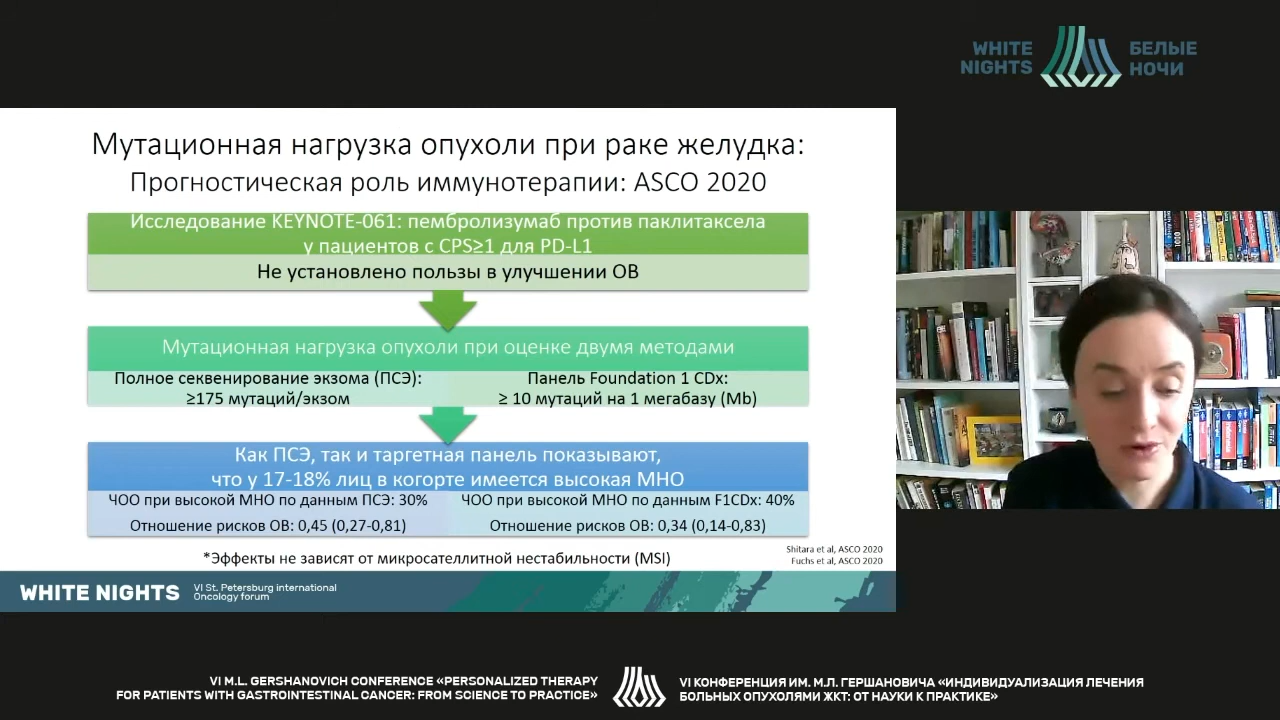 WHITE
NIGHTS
БЕЛЫЕ
НОЧИ
Мутационная нагрузка опухоли при раке желудка:
Прогностическая роль иммунотерапии: ASCO 2020
Исследование KEYNOTE-061: пембролизумаб против паклитаксела
у пациентов с CPS≥1 для PD-L1
Не установлено пользы в улучшении ОВ
Мутационная нагрузка опухоли при оценке двумя методами
Полное секвенирование экзома (ПСЭ):
≥175 мутаций/экзом
Панель Foundation 1 CDx:
≥ 10 мутаций на 1 мегабазу (Mb)
Как ПСЭ, так и таргетная панель показывают,
что у 17-18% лиц в когорте имеется высокая МНО
ЧОО при высокой МНО по данным ПСЭ: 30%
Отношение рисков ОВ: 0,45 (0,27-0,81)
ЧОО при высокой МНО по данным F1CDx: 40%
Отношение рисков ОВ: 0,34 (0,14-0,83)
*Эффекты не зависят от микросателлитной нестабильности (MSI)
Shitara et al, ASCO 2020
Fuchs et al, ASCO 2020
WHITE NIGHTS
VI St. Petersburg international
Oncology forum
VI M.L. GERSHANOVICH CONFERENCE «PERSONALIZED THERAPY
FOR PATIENTS WITH GASTROINTESTINAL CANCER: FROM SCIENCE TO PRACTICE»
VI КОНФЕРЕНЦИЯ ИМ. М.Л. ГЕРШАНОВИЧА «ИНДИВИДУАЛИЗАЦИЯ ЛЕЧЕНИЯ
БОЛЬНЫХ ОПУХОЛЯМИ ЖКТ: ОТ НАУКИ К ПРАКТИКЕ»